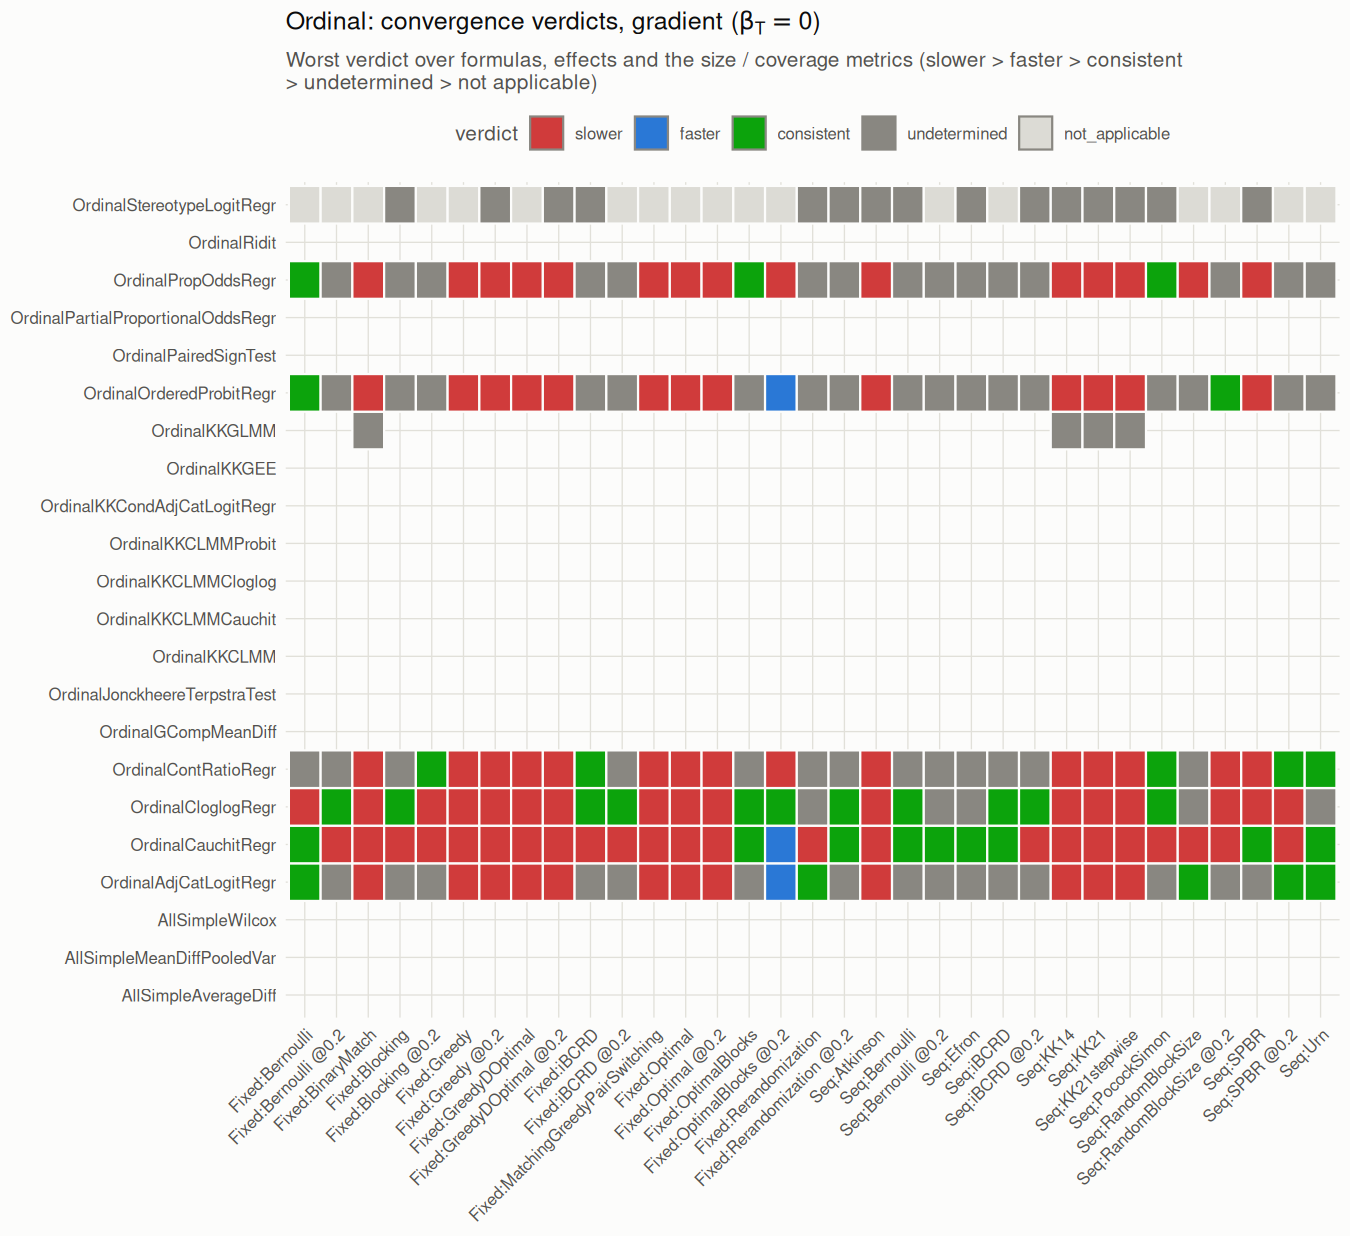 Ordinal: convergence verdicts, gradient (βT = 0)
Worst verdict over formulas, effects and the size / coverage metrics (slower > faster > consistent
> undetermined > not applicable)
verdict slower faster consistent undetermined not_applicable
OrdinalStereotypeLogitRegr
OrdinalRidit
OrdinalPropOddsRegr
OrdinalPartialProportionalOddsRegr
OrdinalPairedSignTest
OrdinalOrderedProbitRegr
OrdinalKKGLMM
OrdinalKKGEE
OrdinalKKCondAdjCatLogitRegr
OrdinalKKCLMMProbit
OrdinalKKCLMMCloglog
OrdinalKKCLMMCauchit
OrdinalKKCLMM
OrdinalJonckheereTerpstraTest
OrdinalGCompMeanDiff
OrdinalContRatioRegr
OrdinalCloglogRegr
OrdinalCauchitRegr
OrdinalAdjCatLogitRegr
AllSimpleWilcox
AllSimpleMeanDiffPooledVar
AllSimpleAverageDiff
Fixed:Bernoulli
Fixed:Bernoulli @0.2
Fixed:BinaryMatch
Fixed:Blocking
Fixed:Blocking @0.2
Fixed:Greedy
Fixed:Greedy @0.2
Fixed:GreedyDOptimal
Fixed:GreedyDOptimal @0.2
Fixed:iBCRD
Fixed:iBCRD @0.2
Fixed:MatchingGreedyPairSwitching
Fixed:Optimal
Fixed:Optimal @0.2
Fixed:OptimalBlocks
Fixed:OptimalBlocks @0.2
Fixed:Rerandomization
Fixed:Rerandomization @0.2
Seq:Atkinson
Seq:Bernoulli
Seq:Bernoulli @0.2
Seq:Efron
Seq:iBCRD
Seq:iBCRD @0.2
Seq:KK14
Seq:KK21
Seq:KK21stepwise
Seq:PocockSimon
Seq:RandomBlockSize
Seq:RandomBlockSize @0.2
Seq:SPBR
Seq:SPBR @0.2
Seq:Urn